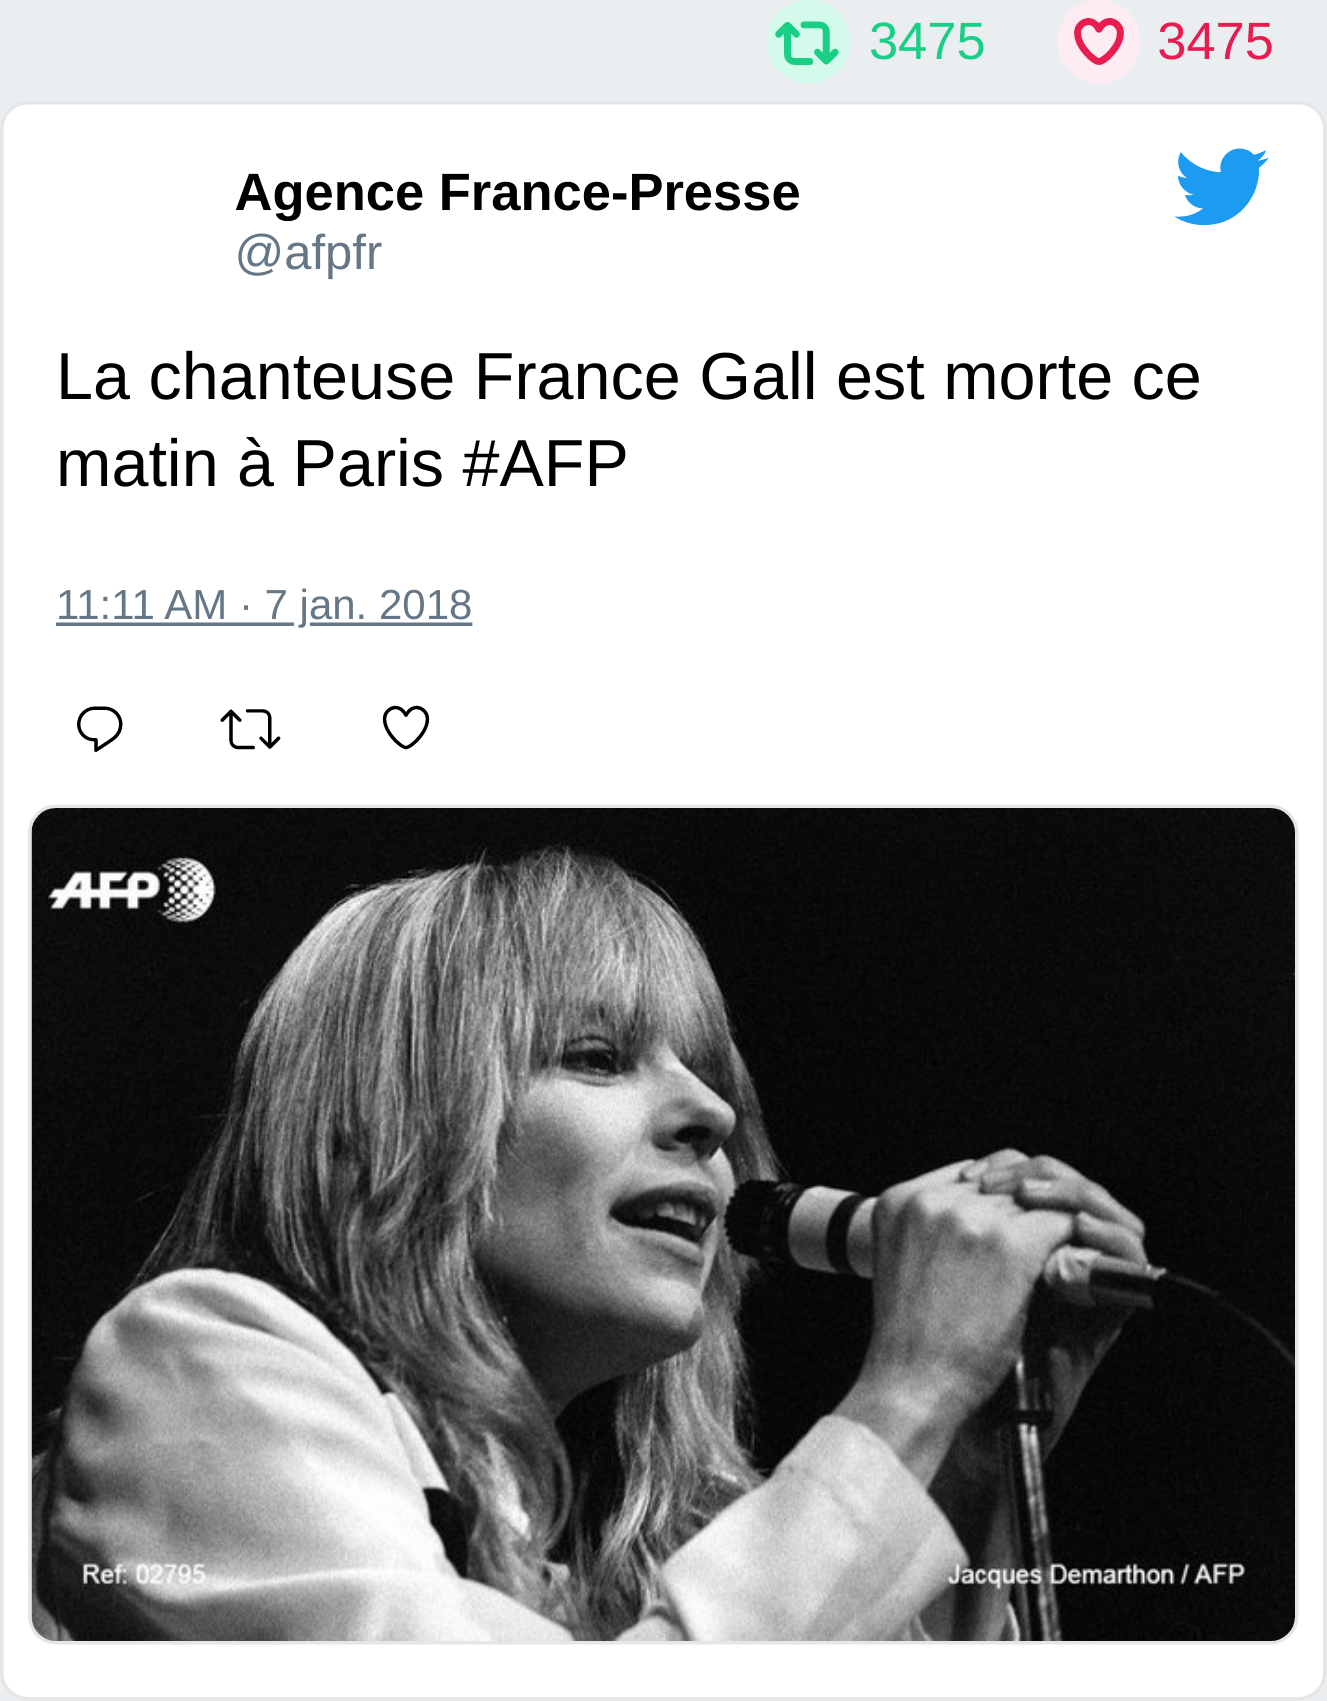 3475 3475
Agence France-Presse
@afpfr
La chanteuse France Gall est morte ce
matin à Paris #AFP
11:11 AM · 7 jan. 2018
AFP
Ref: 02795
Jacques Demarthon / AFP